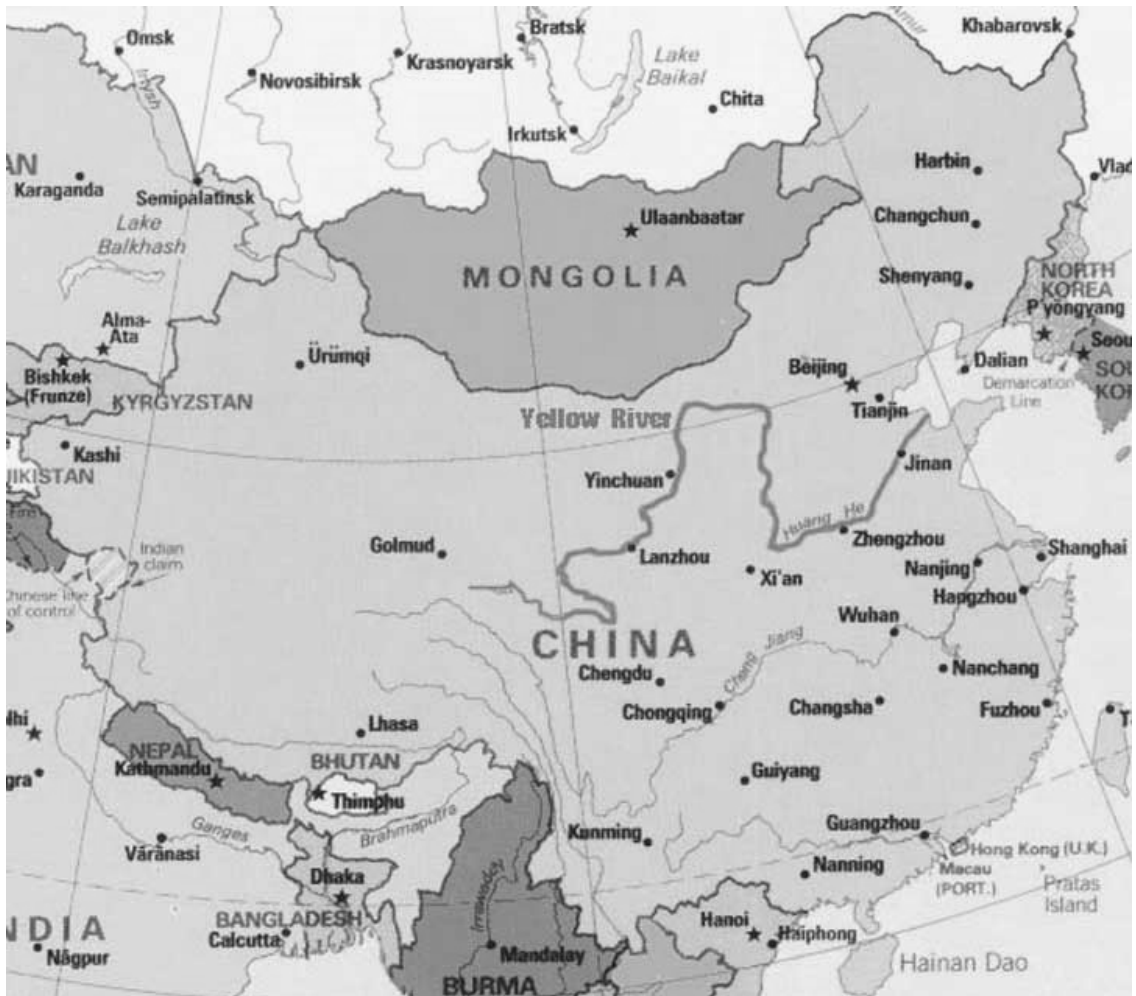 Omsk
Bratsk
Khabarovsk
Amur
Krasnoyarsk
Lake
Baikal
Novosibirsk
Irtysh
Chita
Irkutsk
AN
Karaganda
Semipalatinsk
Harbin
Vlad
Ulaanbaatar
Changchun
Lake
Balkhash
MONGOLIA
Shenyang
NORTH
KOREA
P'yŏngyang
Alma-
Ata
Ürümqi
Seou
Bishkek
(Frunze)
Beijing
Dalian
SOU
KOR
Demarcation
Line
KYRGYZSTAN
Tianjin
Yellow River
Kashi
Jinan
JIKISTAN
Yinchuan
Huang He
Golmud
Lanzhou
Zhengzhou
Indian
claim
Shanghai
Xi'an
Nanjing
Chinese line
of control
Hangzhou
Wuhan
CHINA
Chang Jiang
Nanchang
Chengdu
Chongqing
Changsha
Fuzhou
lhi
Lhasa
T
NEPAL
BHUTAN
Kathmandu
gra
Guiyang
Thimphu
Ganges
Brahmaputra
Kunming
Guangzhou
Vārānasi
Hong Kong (U.K.)
Nanning
Macau
(PORT.)
Dhaka
Pratas
Island
Irrawaddy
BANGLADESH
Hanoi
NDIA
Calcutta
Haiphong
Nāgpur
Mandalay
Hainan Dao
BURMA